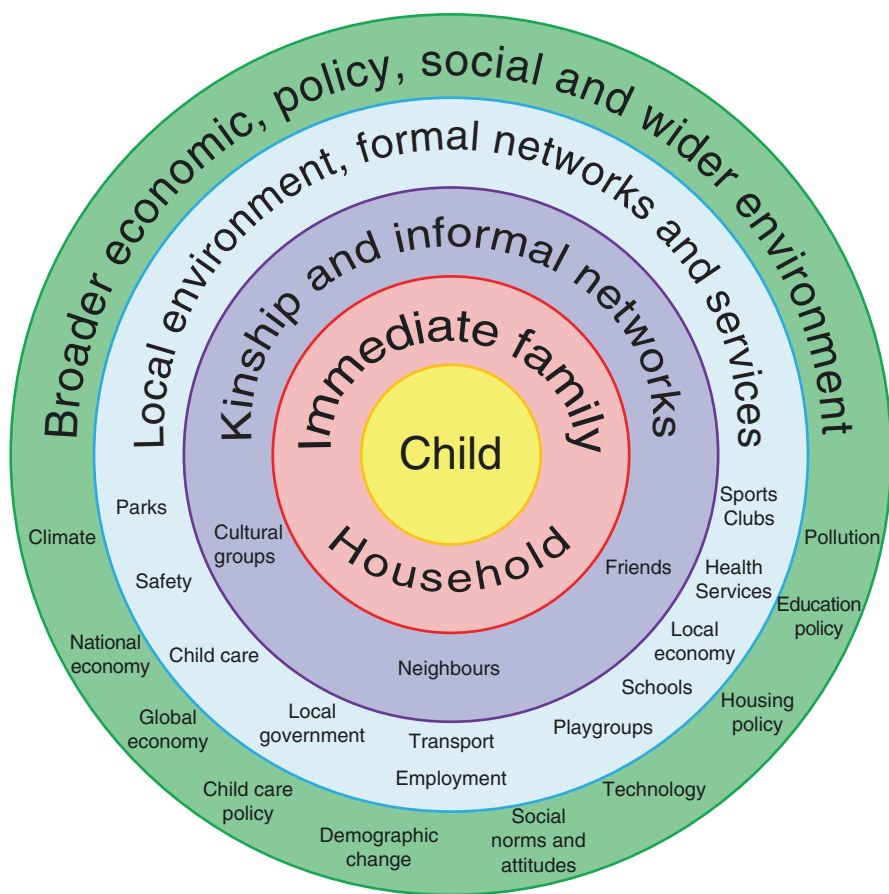 Broader economic, policy, social and wider environment
Local environment, formal networks and services
Kinship and informal networks
Immediate family
Child
Household
Sports
Clubs
Parks
Climate
Cultural
groups
Friends
Pollution
Safety
Health
Services
Education
policy
National
economy
Child care
Neighbours
Local
economy
Schools
Housing
policy
Global
economy
Local
government
Transport
Playgroups
Employment
Child care
policy
Technology
Demographic
change
Social
norms and
attitudes